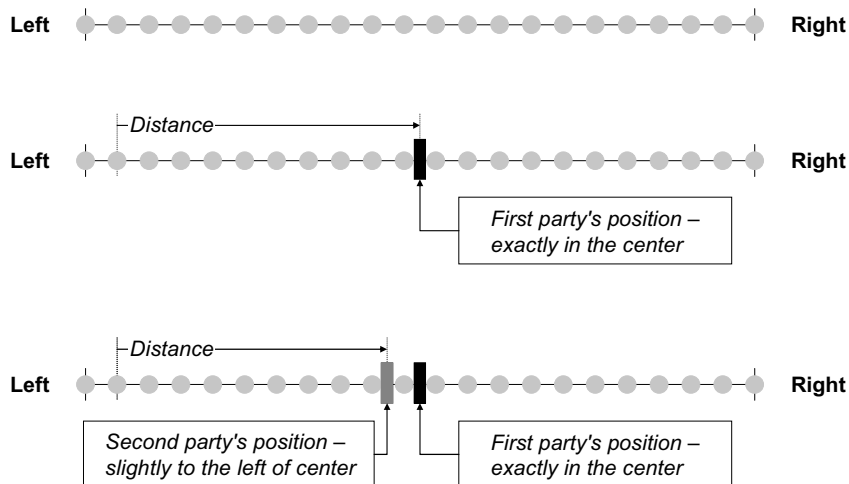 Left Right
Distance
Left Right
First party's position –
exactly in the center
Distance
Left Right
Second party's position –
slightly to the left of center
First party's position –
exactly in the center